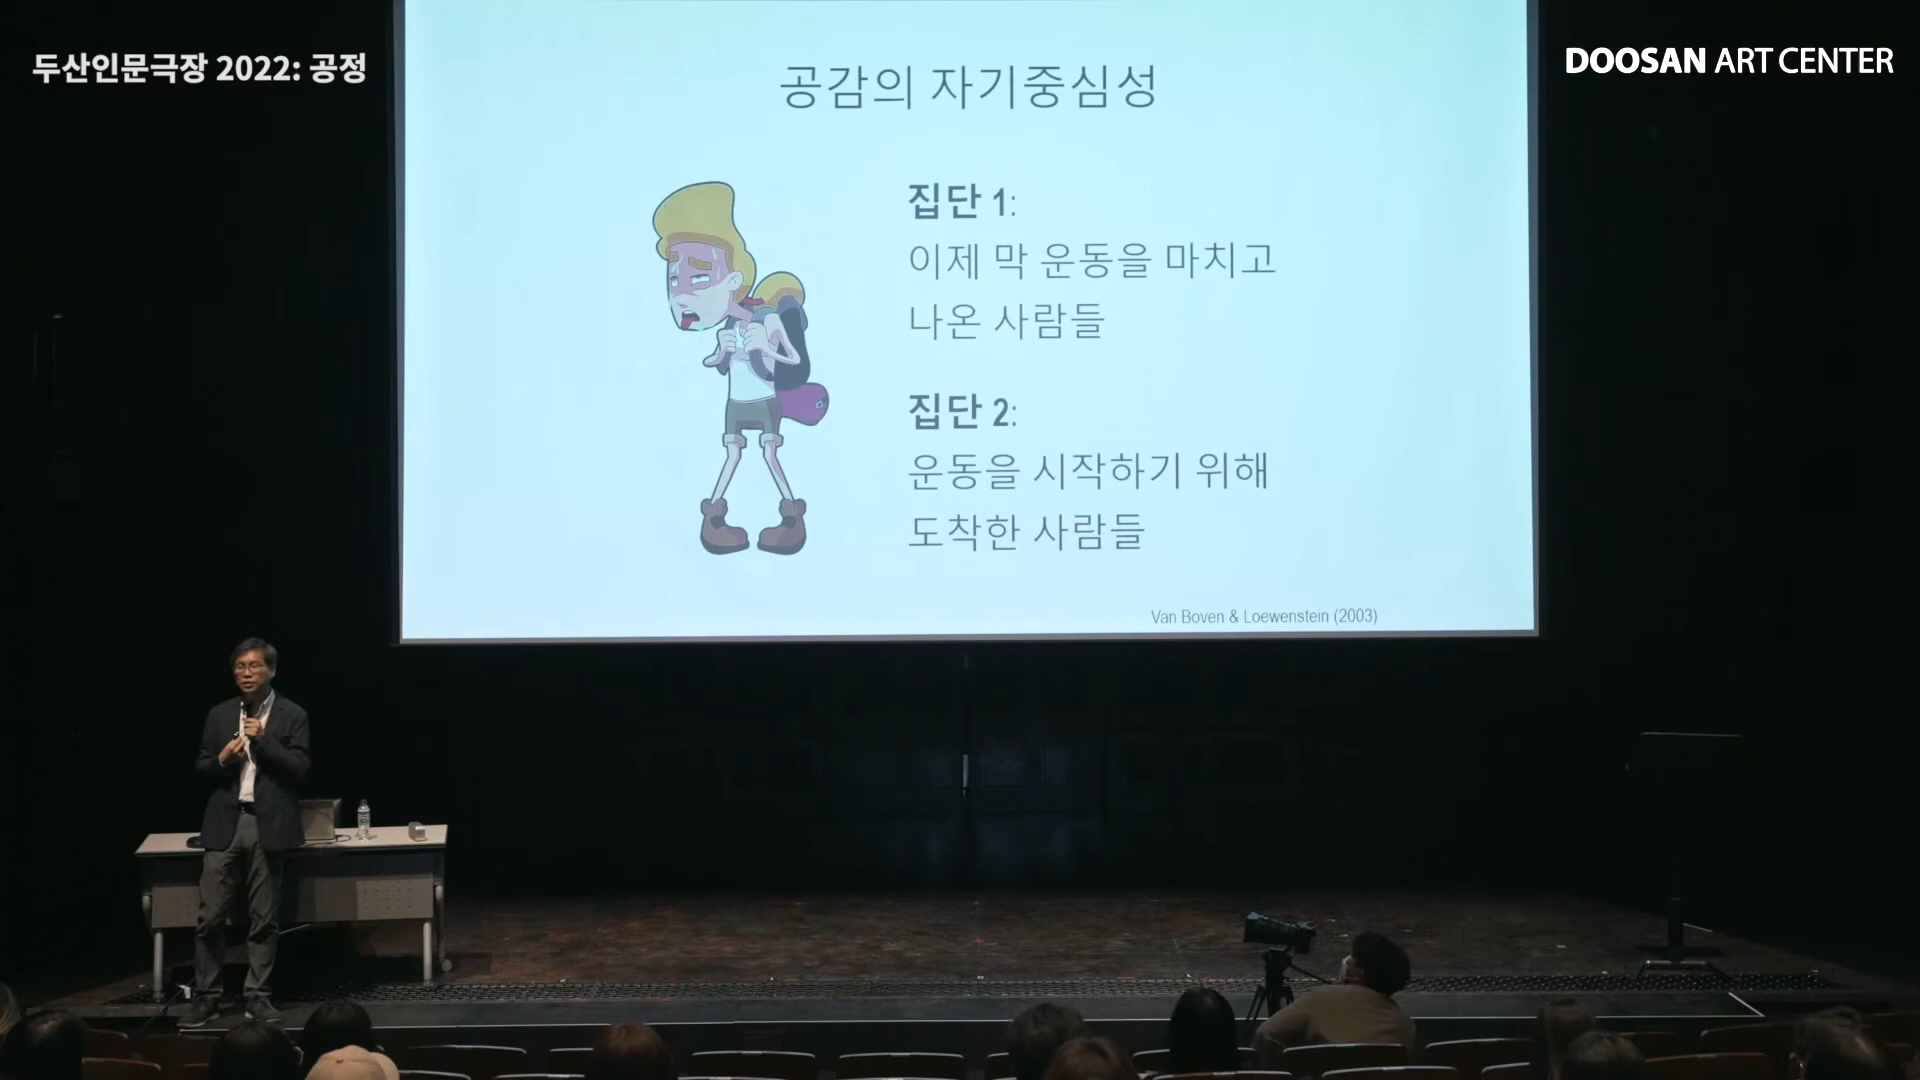 두산인문극장 2022: 공정
DOOSAN ART CENTER
공감의 자기중심성
집단 1:
이제 막 운동을 마치고
나온 사람들
집단 2:
운동을 시작하기 위해
도착한 사람들
Van Boven & Loewenstein (2003)